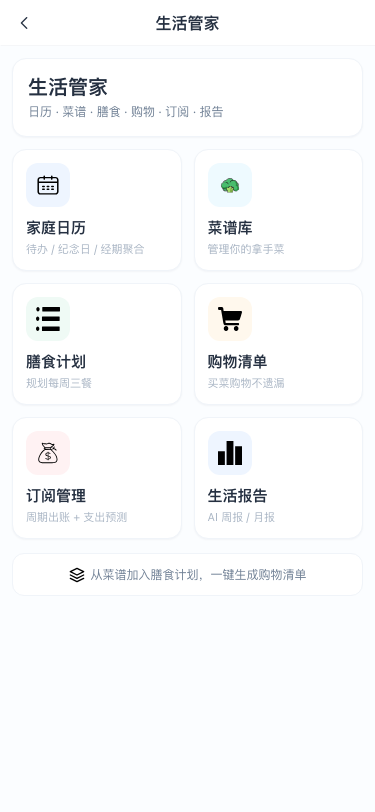 生活管家
生活管家
日历 · 菜谱 · 膳食 · 购物 · 订阅 · 报告
家庭日历
待办 / 纪念日 / 经期聚合
菜谱库
管理你的拿手菜
膳食计划
规划每周三餐
购物清单
买菜购物不遗漏
$
订阅管理
周期出账 + 支出预测
生活报告
AI 周报 / 月报
从菜谱加入膳食计划，一键生成购物清单